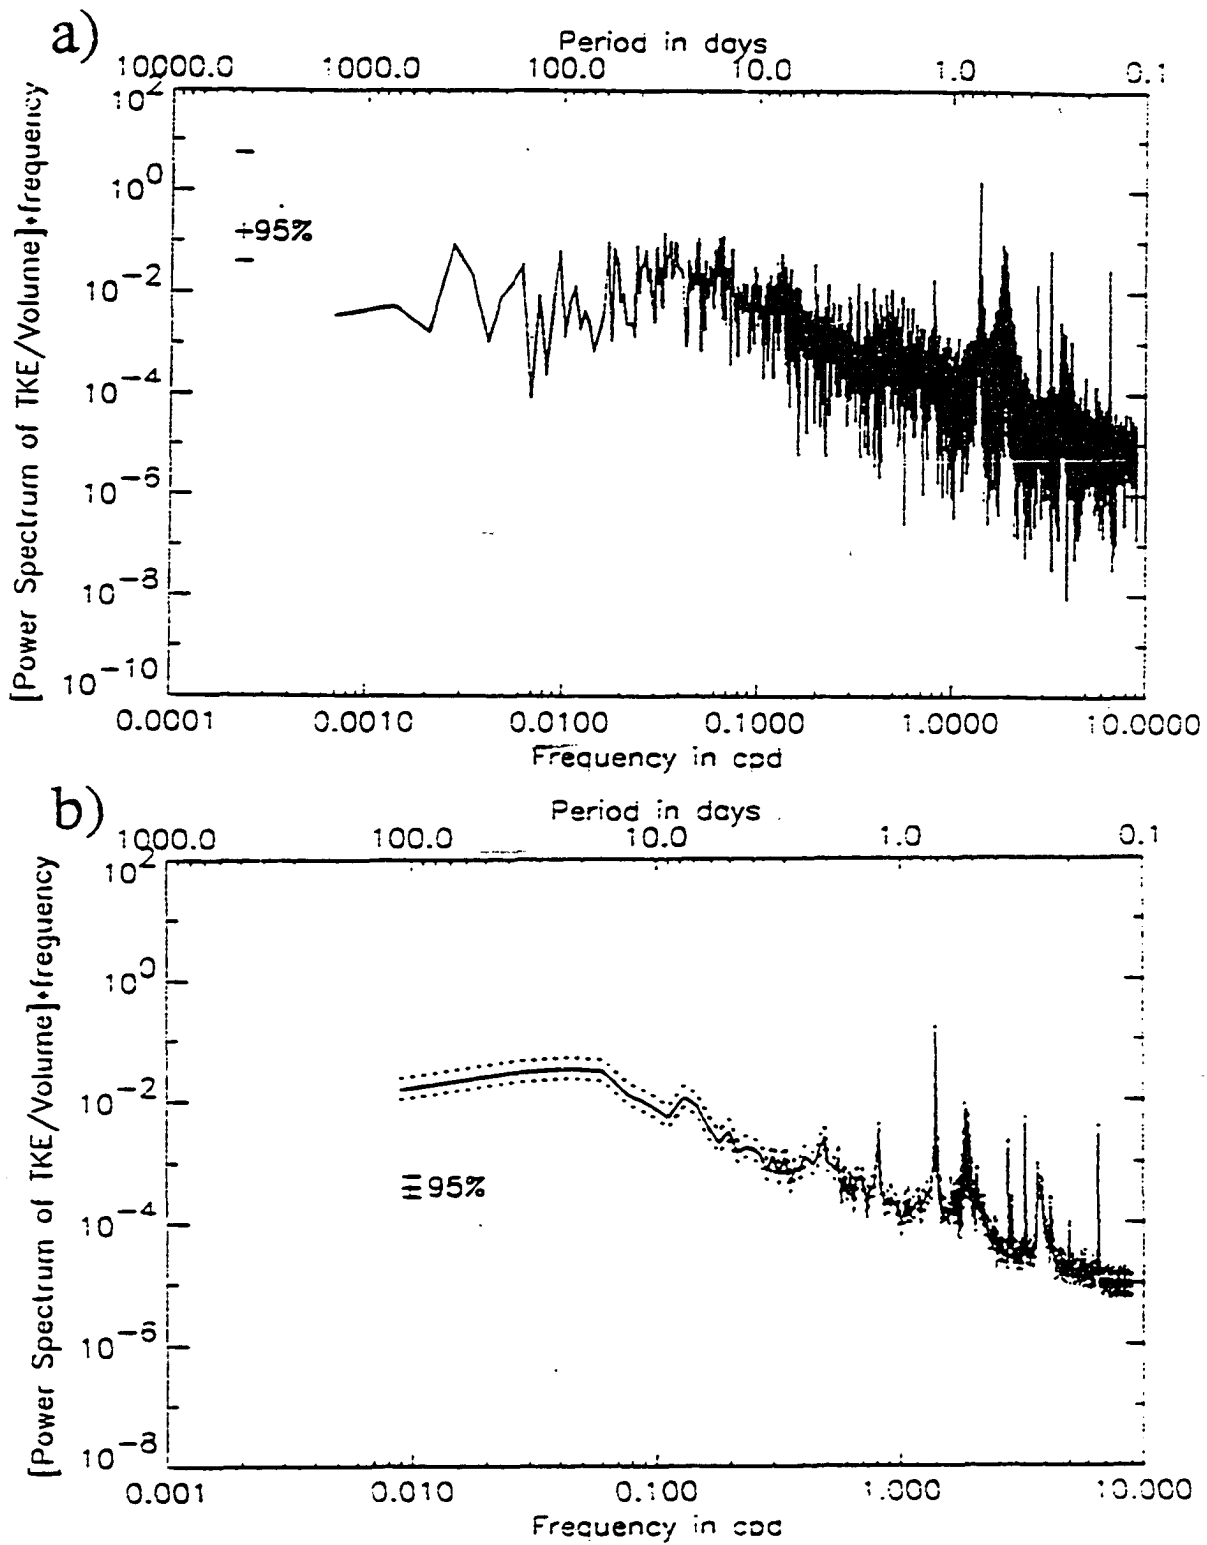 a)
Period in days
10000.0 1000.0 100.0 10.0 1.0 0.1
[Power Spectrum of TKE/Volume]*frequency
10^2
10^0
+95%
10^-2
10^-4
10^-6
10^-8
10^-10
0.0001 0.0010 0.0100 0.1000 1.0000 10.0000
Frequency in cpd
b)
Period in days
1000.0 100.0 10.0 1.0 0.1
[Power Spectrum of TKE/Volume]*frequency
10^2
10^0
10^-2
95%
10^-4
10^-6
10^-8
0.001 0.010 0.100 1.000 10.000
Frequency in cpd